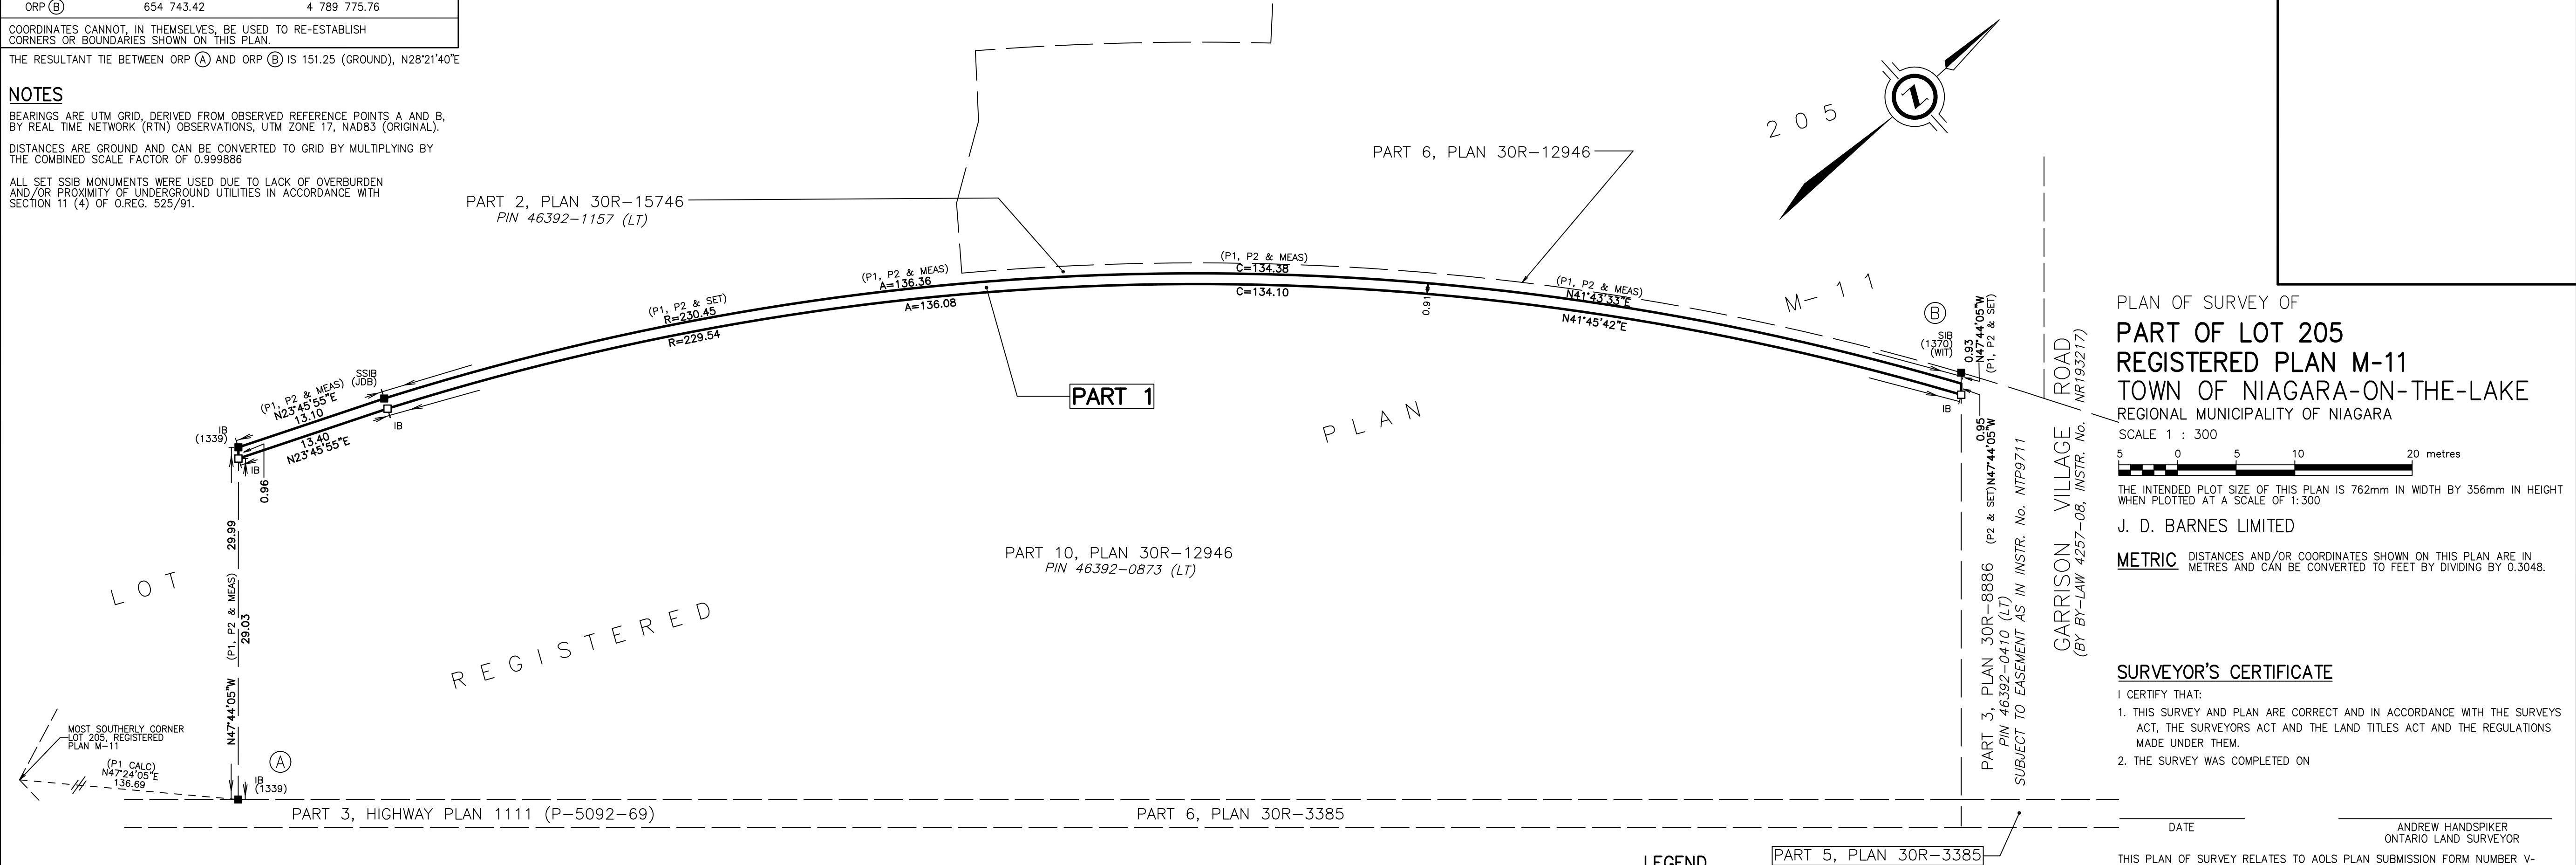 ORP (B) 654 743.42 4 789 775.76
COORDINATES CANNOT, IN THEMSELVES, BE USED TO RE-ESTABLISH
CORNERS OR BOUNDARIES SHOWN ON THIS PLAN.
THE RESULTANT TIE BETWEEN ORP (A) AND ORP (B) IS 151.25 (GROUND), N28°21'40"E
NOTES
BEARINGS ARE UTM GRID, DERIVED FROM OBSERVED REFERENCE POINTS A AND B,
BY REAL TIME NETWORK (RTN) OBSERVATIONS, UTM ZONE 17, NAD83 (ORIGINAL).
DISTANCES ARE GROUND AND CAN BE CONVERTED TO GRID BY MULTIPLYING BY
THE COMBINED SCALE FACTOR OF 0.999886
ALL SET SSIB MONUMENTS WERE USED DUE TO LACK OF OVERBURDEN
AND/OR PROXIMITY OF UNDERGROUND UTILITIES IN ACCORDANCE WITH
SECTION 11 (4) OF O.REG. 525/91.
PART 2, PLAN 30R-15746
PIN 46392-1157 (LT)
PART 6, PLAN 30R-12946
205
Z
M-11
(P1, P2 & MEAS)
N23°45'55"E
13.10
13.40
N23°45'55"E
IB
(1339)
IB
0.96
SSIB
(JDB)
IB
(P1, P2 & SET)
R=230.45
R=229.54
(P1, P2 & MEAS)
A=136.36
A=136.08
(P1, P2 & MEAS)
C=134.38
C=134.10
0.91
(P1, P2 & MEAS)
N41°43'33"E
N41°45'42"E
PART 1
(B)
SIB
(1370)
(WIT)
IB
0.93
N47°44'05"W
(P1, P2 & SET)
0.95
N47°44'05"W
(P2 & SET)
29.99
(P1, P2 & MEAS)
29.03
N47°44'05"W
LOT
REGISTERED
PLAN
PART 10, PLAN 30R-12946
PIN 46392-0873 (LT)
MOST SOUTHERLY CORNER
LOT 205, REGISTERED
PLAN M-11
(P1 CALC)
N47°24'05"E
136.69
(A)
IB
(1339)
PART 3, HIGHWAY PLAN 1111 (P-5092-69)
PART 6, PLAN 30R-3385
PART 5, PLAN 30R-3385
LEGEND
PART 3, PLAN 30R-8886
PIN 46392-0410 (LT)
SUBJECT TO EASEMENT AS IN INSTR. No. NTP9711
GARRISON VILLAGE ROAD
(BY BY-LAW 4257-08, INSTR. No. NR193217)
PLAN OF SURVEY OF
PART OF LOT 205
REGISTERED PLAN M-11
TOWN OF NIAGARA-ON-THE-LAKE
REGIONAL MUNICIPALITY OF NIAGARA
SCALE 1 : 300
5 0 5 10 20 metres
THE INTENDED PLOT SIZE OF THIS PLAN IS 762mm IN WIDTH BY 356mm IN HEIGHT
WHEN PLOTTED AT A SCALE OF 1:300
J. D. BARNES LIMITED
METRIC DISTANCES AND/OR COORDINATES SHOWN ON THIS PLAN ARE IN
METRES AND CAN BE CONVERTED TO FEET BY DIVIDING BY 0.3048.
SURVEYOR'S CERTIFICATE
I CERTIFY THAT:
1. THIS SURVEY AND PLAN ARE CORRECT AND IN ACCORDANCE WITH THE SURVEYS
ACT, THE SURVEYORS ACT AND THE LAND TITLES ACT AND THE REGULATIONS
MADE UNDER THEM.
2. THE SURVEY WAS COMPLETED ON
DATE
ANDREW HANDSPIKER
ONTARIO LAND SURVEYOR
THIS PLAN OF SURVEY RELATES TO AOLS PLAN SUBMISSION FORM NUMBER V-